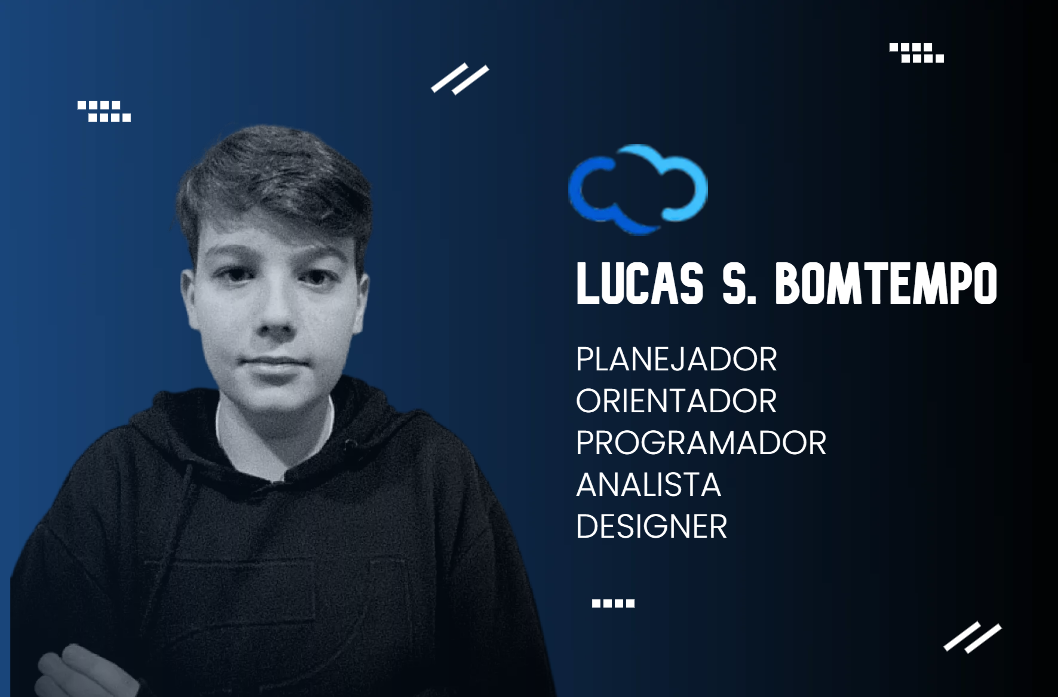 LUCAS S. BOMTEMPO
PLANEJADOR
ORIENTADOR
PROGRAMADOR
ANALISTA
DESIGNER